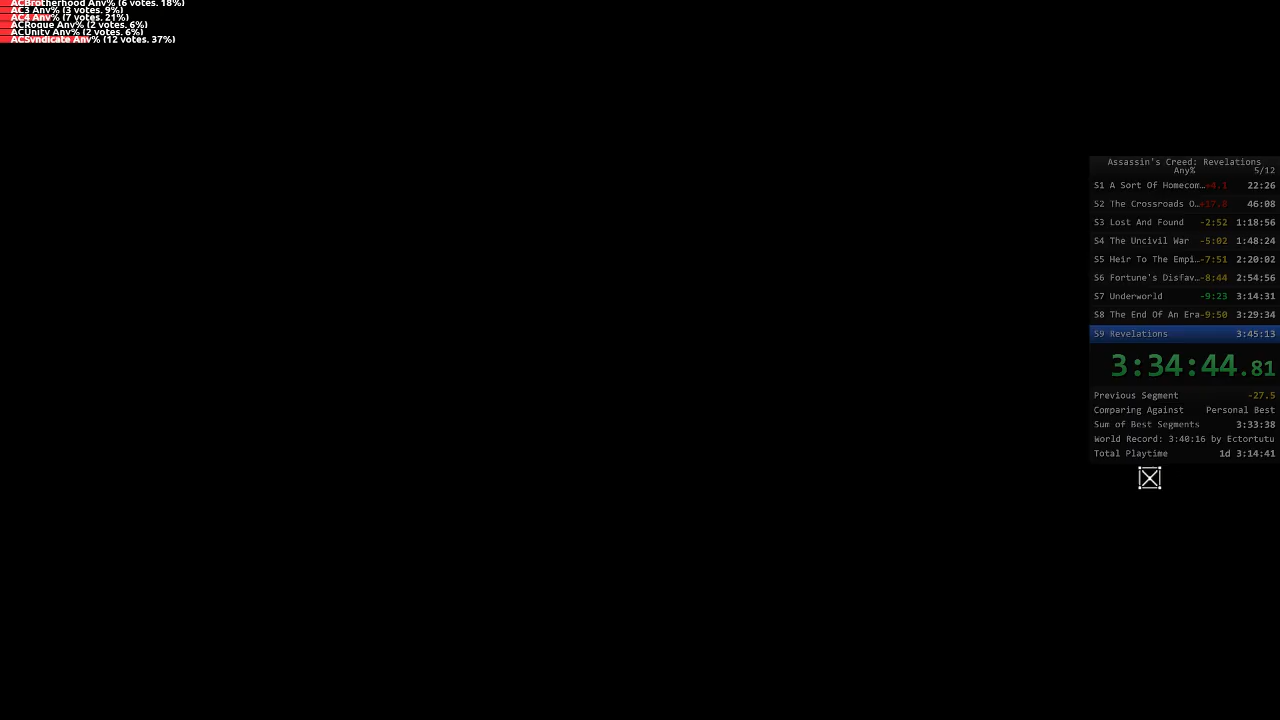 ACBrotherhood Any% (6 votes, 18%)
AC3 Any% (3 votes, 9%)
AC4 Any% (7 votes, 21%)
ACRogue Any% (2 votes, 6%)
ACUnity Any% (2 votes, 6%)
ACSyndicate Any% (12 votes, 37%)
Assassin's Creed: Revelations
Any% 5/12
S1 A Sort Of Homecom… +4.1 22:26
S2 The Crossroads O… +17.8 46:08
S3 Lost And Found -2:52 1:18:56
S4 The Uncivil War -5:02 1:48:24
S5 Heir To The Empi… -7:51 2:20:02
S6 Fortune's Disfav… -8:44 2:54:56
S7 Underworld -9:23 3:14:31
S8 The End Of An Era -9:50 3:29:34
S9 Revelations 3:45:13
3:34:44.81
Previous Segment -27.5
Comparing Against Personal Best
Sum of Best Segments 3:33:38
World Record: 3:40:16 by Ectortutu
Total Playtime 1d 3:14:41